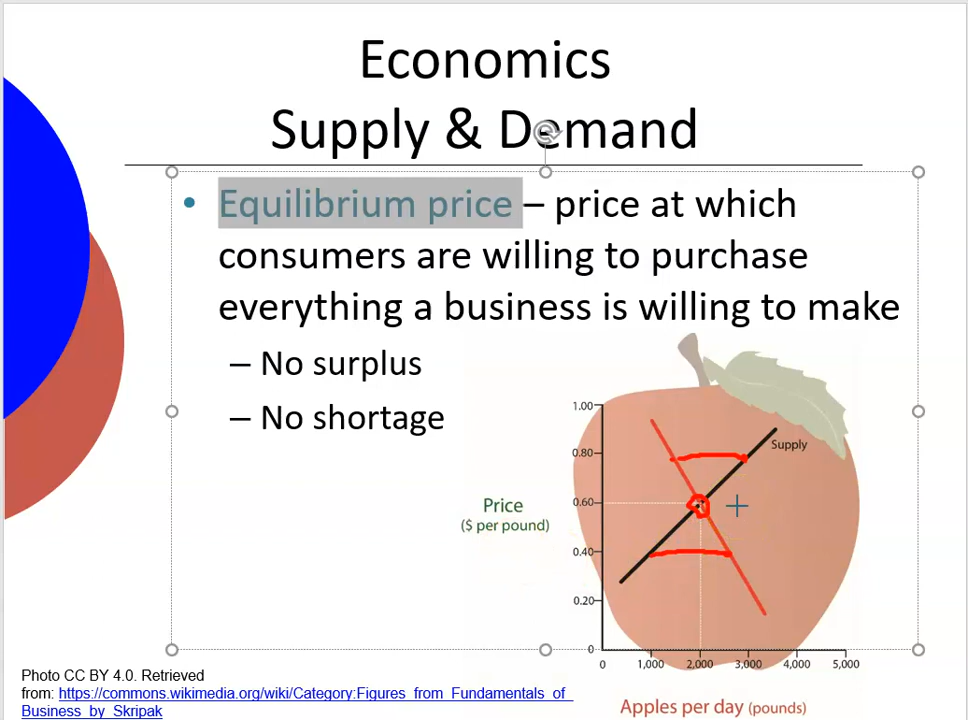 Economics
Supply & Demand
• Equilibrium price – price at which
consumers are willing to purchase
everything a business is willing to make
– No surplus
– No shortage
1.00
0.80
Supply
0.60
Price
($ per pound)
0.40
0.20
0
0 1,000 2,000 3,000 4,000 5,000
Apples per day (pounds)
Photo CC BY 4.0. Retrieved
from: https://commons.wikimedia.org/wiki/Category:Figures_from_Fundamentals_of_
Business_by_Skripak